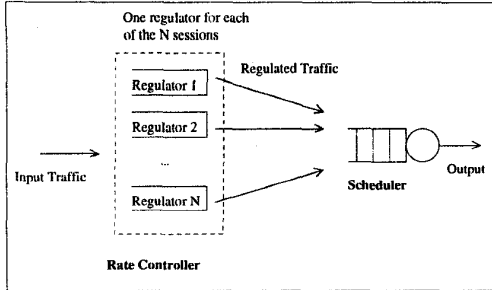 One regulator for each
of the N sessions
Regulated Traffic
Regulator 1
Regulator 2
...
Input Traffic
Regulator N
Scheduler
Output
Rate Controller